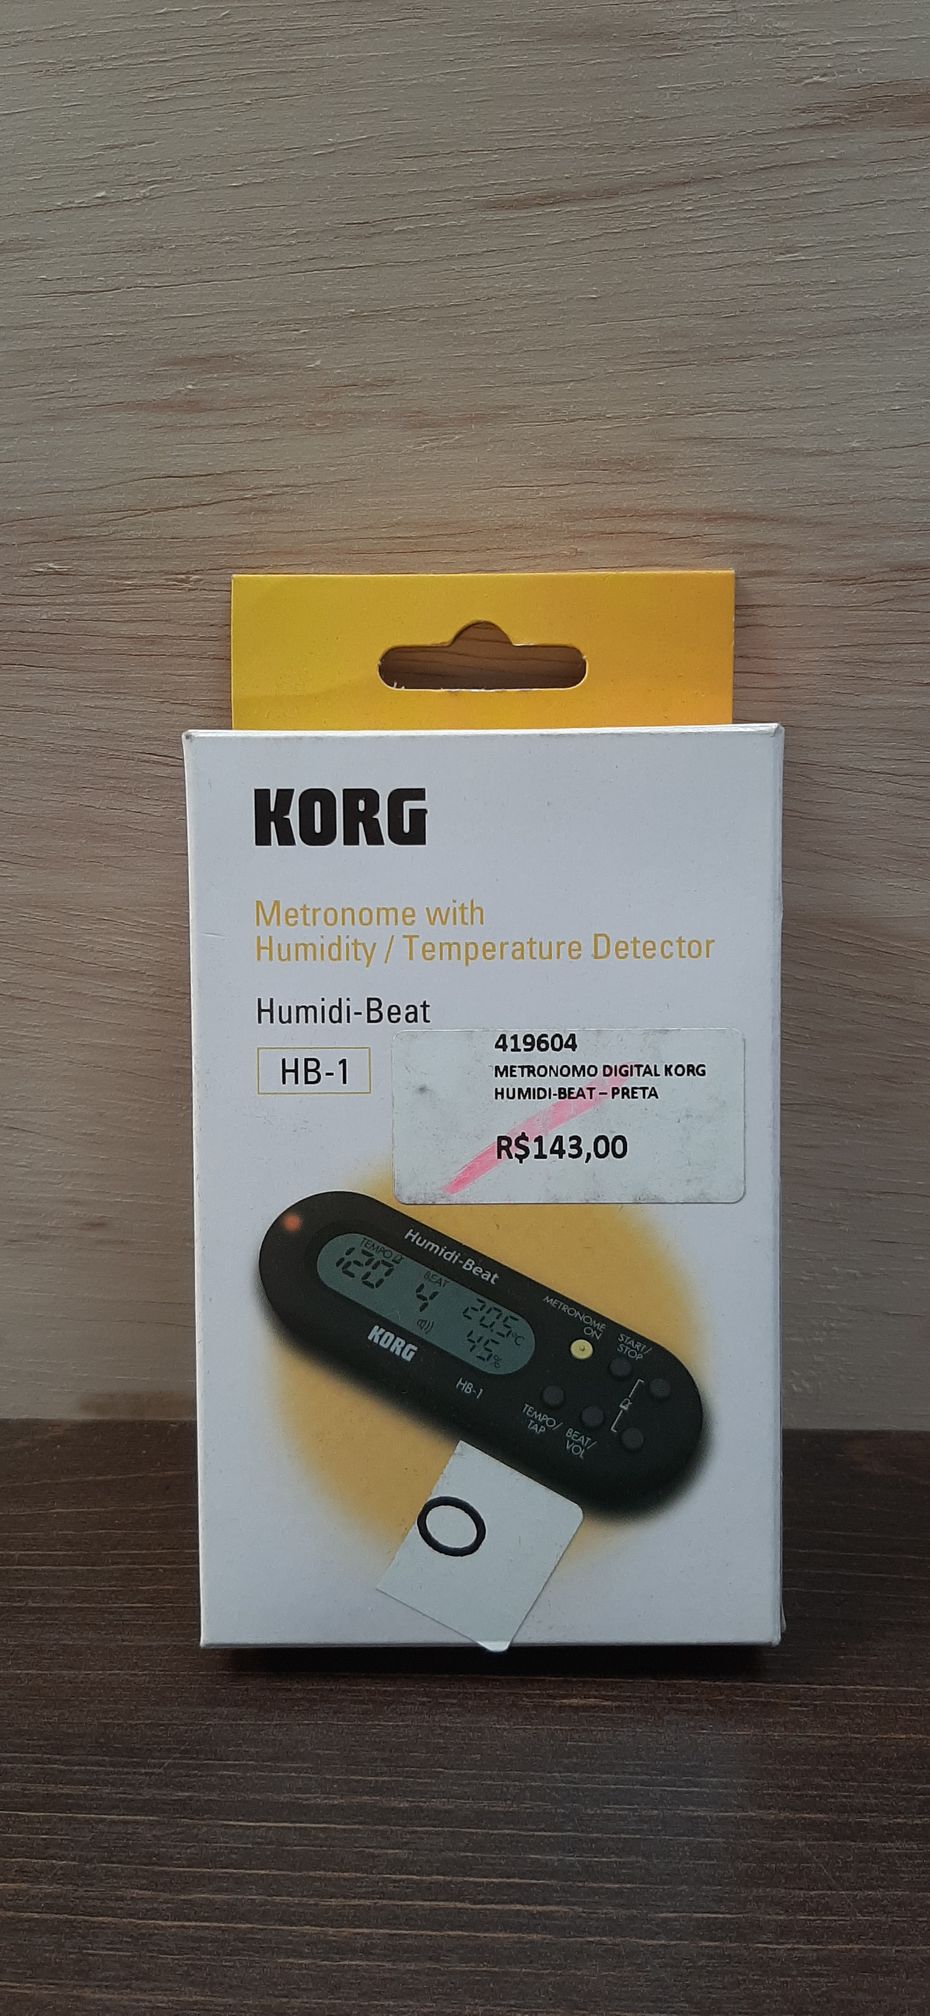 KORG
Metronome with
Humidity / Temperature Detector
Humidi-Beat
HB-1
419604
METRONOMO DIGITAL KORG
HUMIDI-BEAT – PRETA
R$143,00
Humidi-Beat
TEMPO
BEAT
120
4
20.5°C
45%
KORG
HB-1
METRONOME
ON
START/
STOP
TEMPO/
TAP
BEAT/
VOL